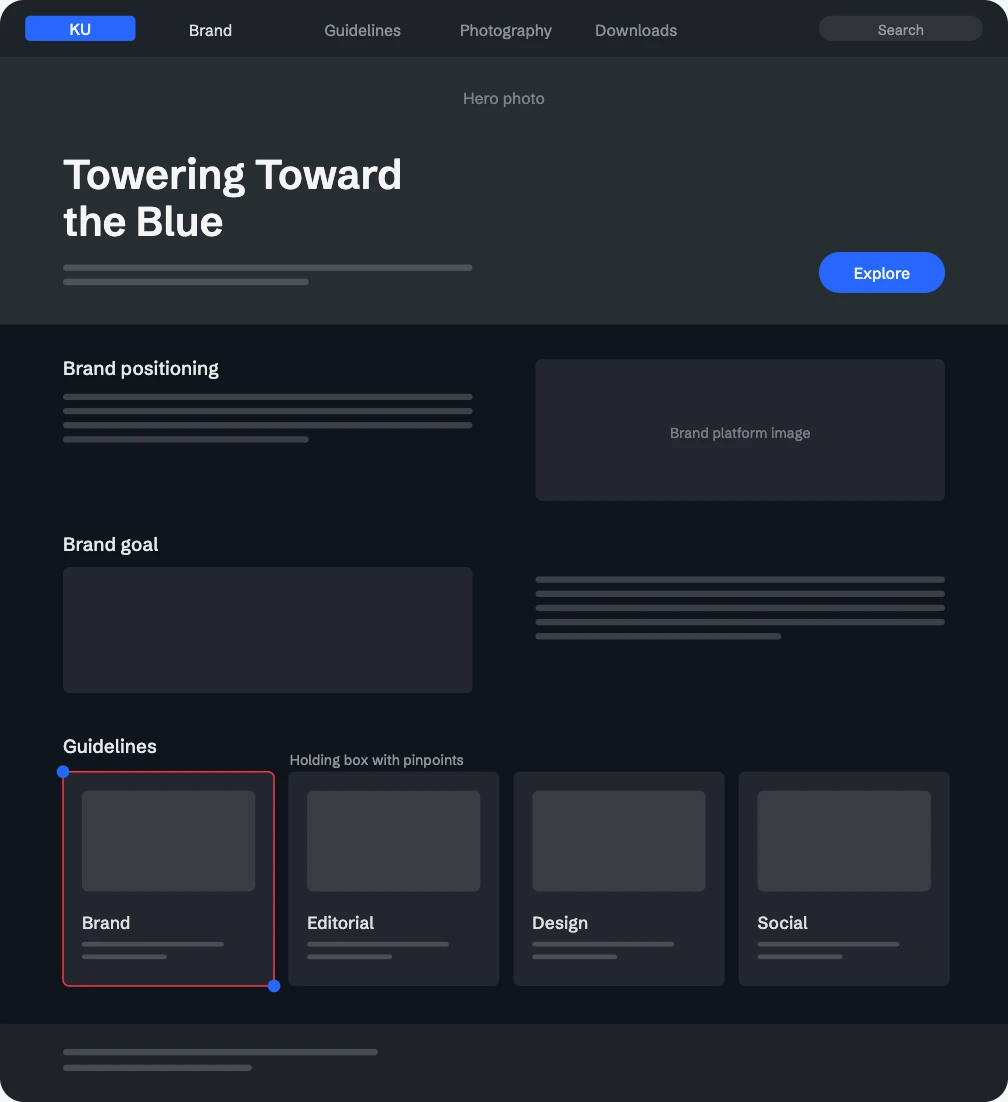 KU
Brand
Guidelines
Photography
Downloads
Search
Hero photo
Towering Toward
the Blue
Explore
Brand positioning
Brand platform image
Brand goal
Guidelines
Holding box with pinpoints
Brand
Editorial
Design
Social